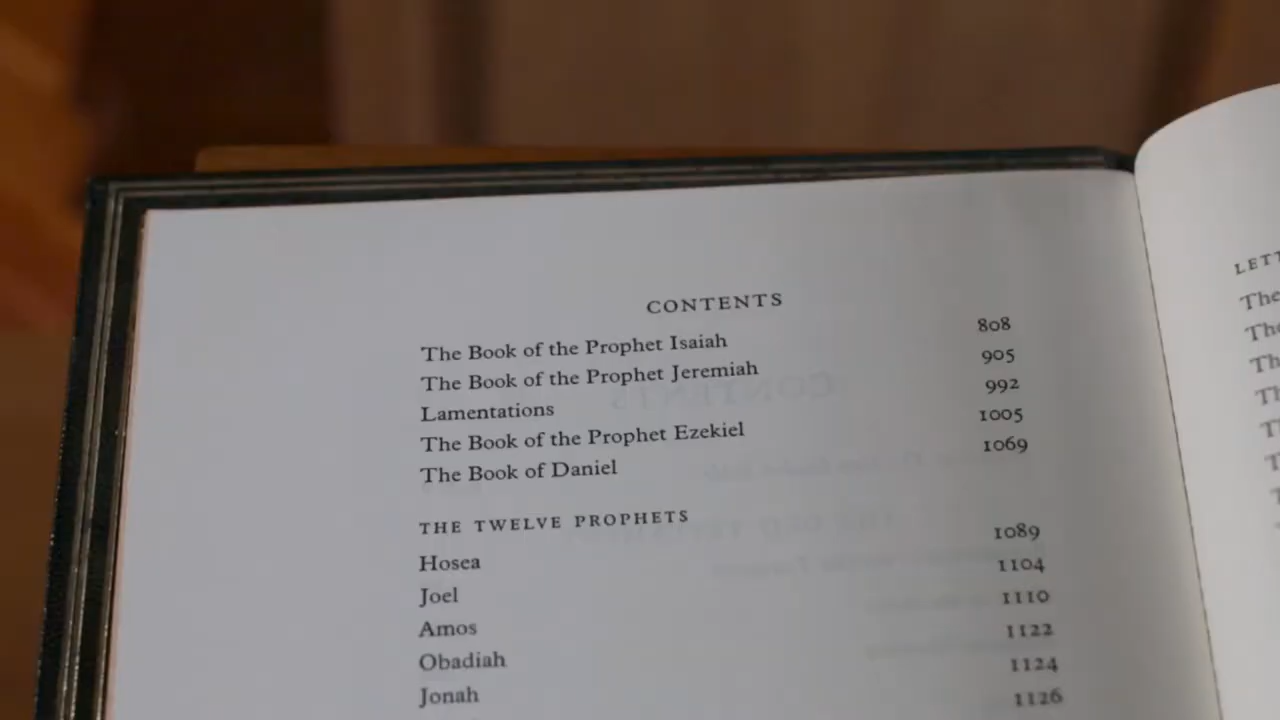 CONTENTS
The Book of the Prophet Isaiah 808
The Book of the Prophet Jeremiah 905
Lamentations 992
The Book of the Prophet Ezekiel 1005
The Book of Daniel 1069
THE TWELVE PROPHETS
Hosea 1089
Joel 1104
Amos 1110
Obadiah 1122
Jonah 1124
1126
The
The